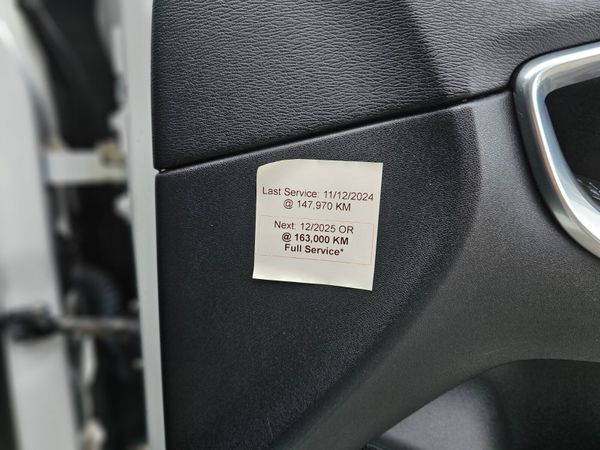 Last Service: 11/12/2024
@ 147,970 KM
Next: 12/2025 OR
@ 163,000 KM
Full Service*